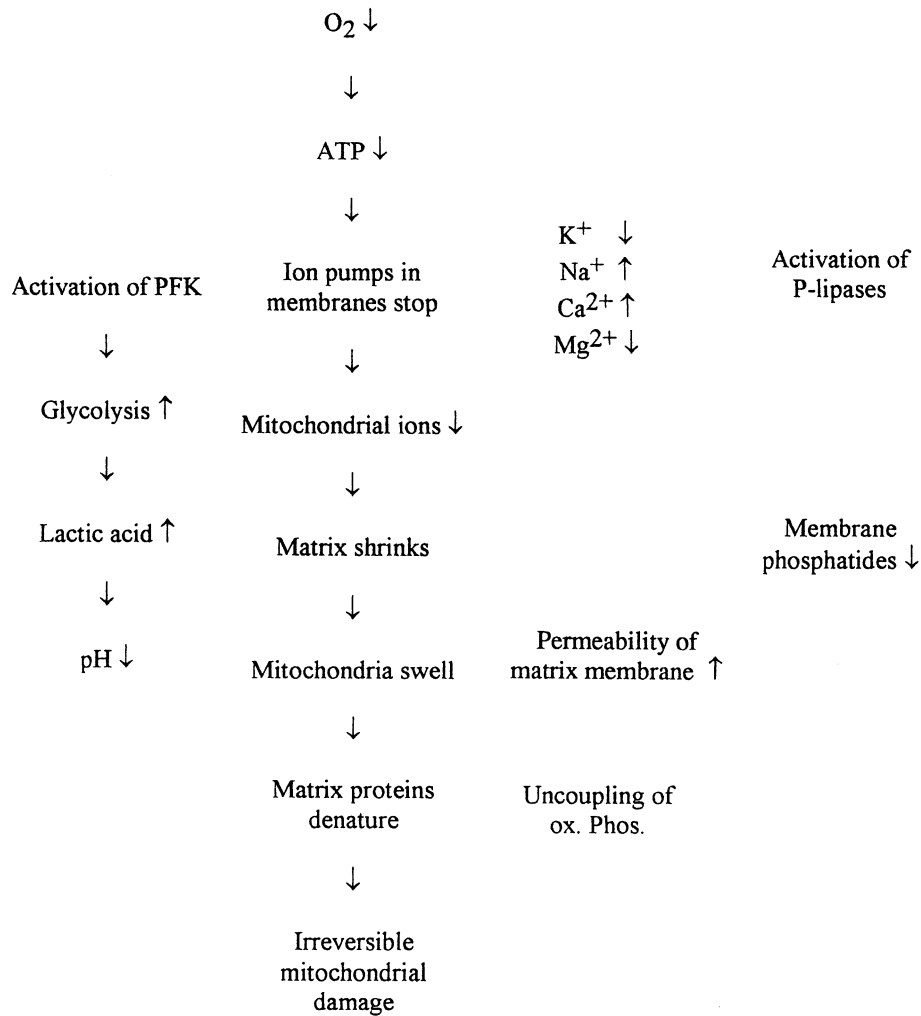 O2 ↓
↓
ATP ↓
↓
Activation of PFK
↓
Glycolysis ↑
↓
Lactic acid ↑
↓
pH ↓
Ion pumps in
membranes stop
↓
Mitochondrial ions ↓
↓
Matrix shrinks
↓
Mitochondria swell
↓
Matrix proteins
denature
↓
Irreversible
mitochondrial
damage
K+ ↓
Na+ ↑
Ca2+ ↑
Mg2+ ↓
Permeability of
matrix membrane ↑
Uncoupling of
ox. Phos.
Activation of
P-lipases
Membrane
phosphatides ↓